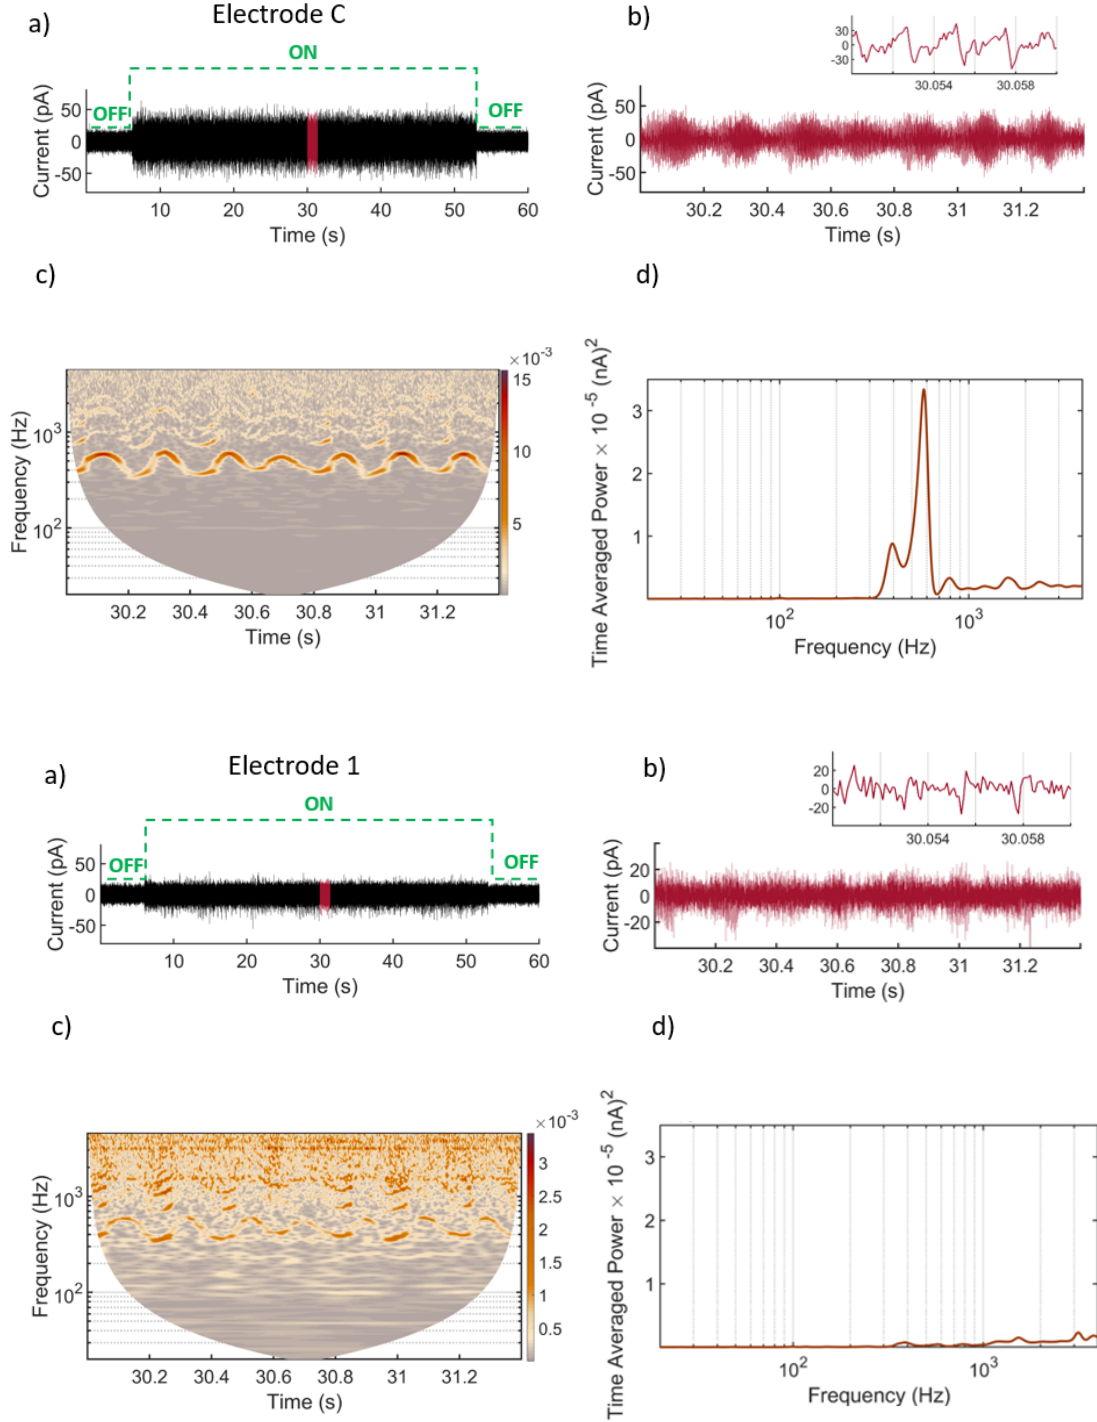 Electrode C
a)
ON
OFF
OFF
50
0
-50
Current (pA)
10 20 30 40 50 60
Time (s)
b)
30
0
-30
30.054 30.058
50
0
-50
Current (pA)
30.2 30.4 30.6 30.8 31 31.2
Time (s)
c)
×10-3
15
10
5
10³
10²
Frequency (Hz)
30.2 30.4 30.6 30.8 31 31.2
Time (s)
d)
Time Averaged Power × 10⁻⁵ (nA)²
3
2
1
10² 10³
Frequency (Hz)
Electrode 1
a)
ON
OFF
OFF
50
0
-50
Current (pA)
10 20 30 40 50 60
Time (s)
b)
20
0
-20
30.054 30.058
20
0
-20
Current (pA)
30.2 30.4 30.6 30.8 31 31.2
Time (s)
c)
×10-3
3
2.5
2
1.5
1
0.5
10³
10²
Frequency (Hz)
30.2 30.4 30.6 30.8 31 31.2
Time (s)
d)
Time Averaged Power × 10⁻⁵ (nA)²
3
2
1
10² 10³
Frequency (Hz)